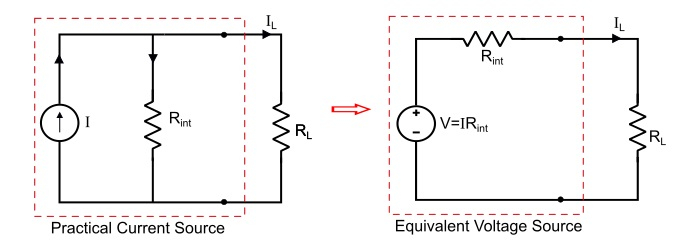 I_L
I
R_int
R_L
Practical Current Source
I_L
R_int
+
V=IR_int
−
R_L
Equivalent Voltage Source